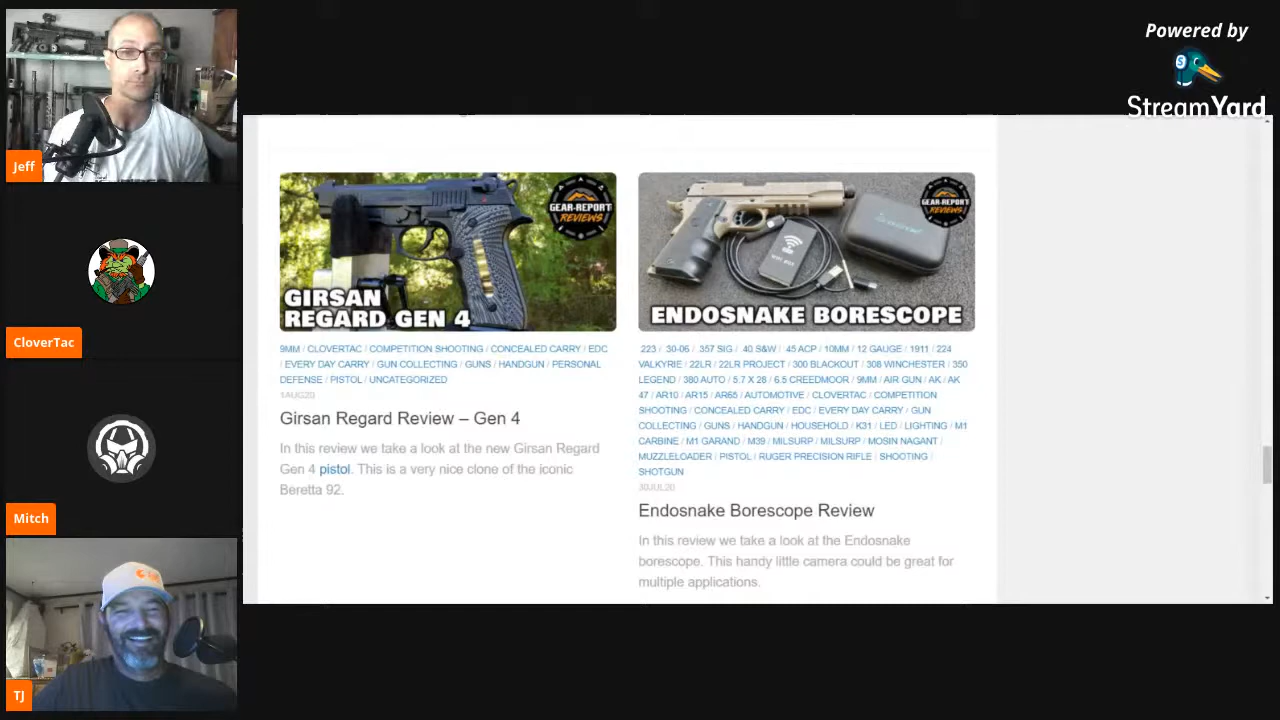 Powered by
StreamYard
Jeff
CloverTac
Mitch
TJ
GEAR-REPORT
REVIEWS
GIRSAN
REGARD GEN 4
9MM / CLOVERTAC / COMPETITION SHOOTING / CONCEALED CARRY / EDC
/ EVERY DAY CARRY / GUN COLLECTING / GUNS / HANDGUN / PERSONAL
DEFENSE / PISTOL / UNCATEGORIZED
1AUG20
Girsan Regard Review – Gen 4
In this review we take a look at the new Girsan Regard
Gen 4 pistol. This is a very nice clone of the iconic
Beretta 92.
GEAR-REPORT
REVIEWS
ENDOSNAKE BORESCOPE
.223 / .30-06 / .357 SIG / .40 S&W / .45 ACP / 10MM / 12 GAUGE / 1911 / 224
VALKYRIE / 22LR / 22LR PROJECT / 300 BLACKOUT / 308 WINCHESTER / 350
LEGEND / 380 AUTO / 5.7 X 28 / 6.5 CREEDMOOR / 9MM / AIR GUN / AK / AK
47 / AR10 / AR15 / AR65 / AUTOMOTIVE / CLOVERTAC / COMPETITION
SHOOTING / CONCEALED CARRY / EDC / EVERY DAY CARRY / GUN
COLLECTING / GUNS / HANDGUN / HOUSEHOLD / K31 / LED / LIGHTING / M1
CARBINE / M1 GARAND / M39 / MILSURP / MILSURP / MOSIN NAGANT /
MUZZLELOADER / PISTOL / RUGER PRECISION RIFLE / SHOOTING /
SHOTGUN
30JUL20
Endosnake Borescope Review
In this review we take a look at the Endosnake
borescope. This handy little camera could be great for
multiple applications.